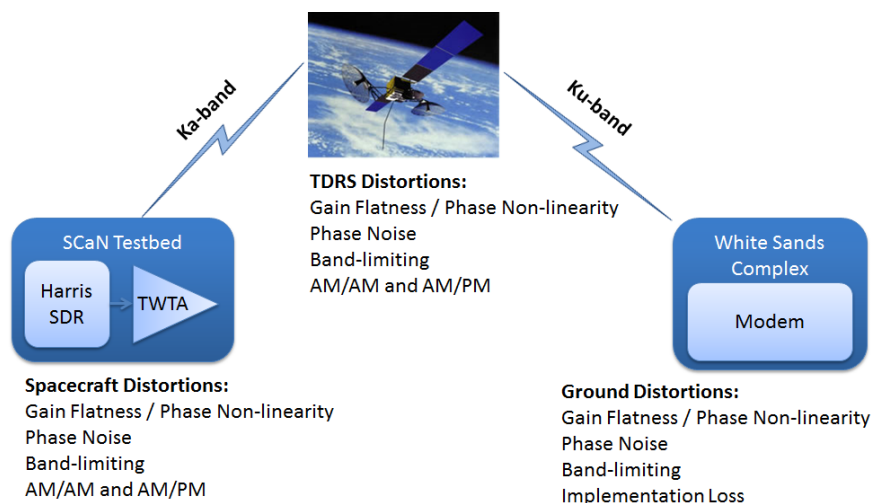 Ka-band
Ku-band
TDRS Distortions:
Gain Flatness / Phase Non-linearity
Phase Noise
Band-limiting
AM/AM and AM/PM
SCaN Testbed
Harris
SDR
TWTA
White Sands
Complex
Modem
Spacecraft Distortions:
Gain Flatness / Phase Non-linearity
Phase Noise
Band-limiting
AM/AM and AM/PM
Ground Distortions:
Gain Flatness / Phase Non-linearity
Phase Noise
Band-limiting
Implementation Loss